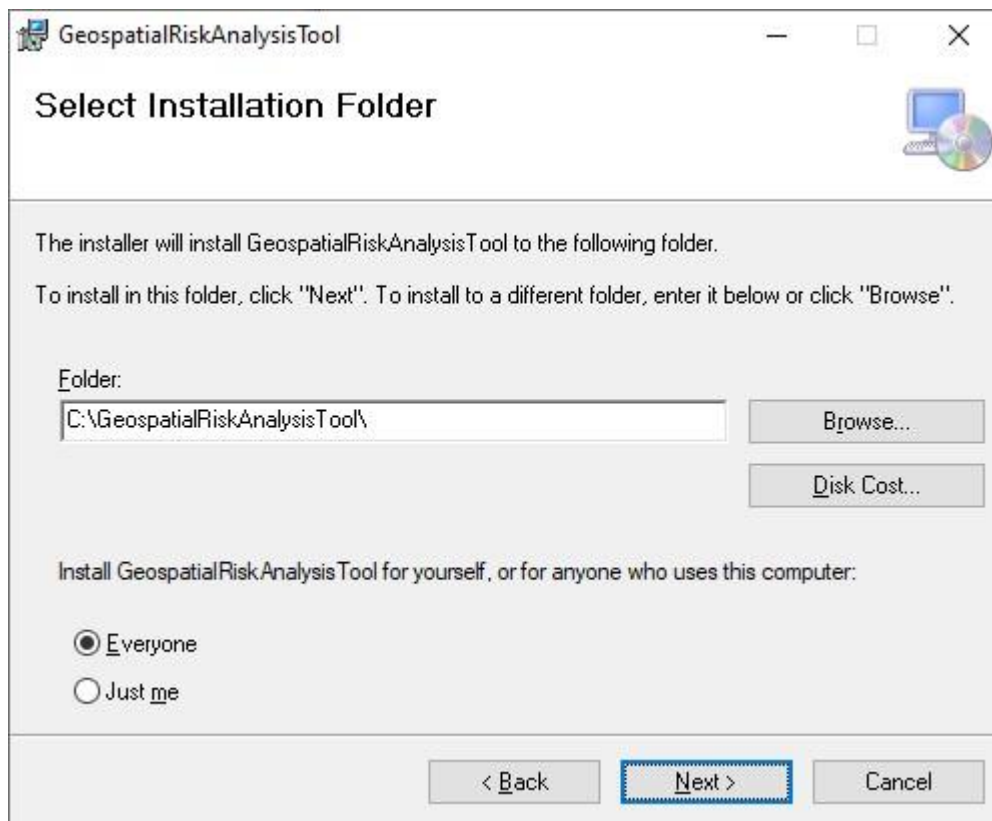 GeospatialRiskAnalysisTool
Select Installation Folder
The installer will install GeospatialRiskAnalysisTool to the following folder.
To install in this folder, click "Next". To install to a different folder, enter it below or click "Browse".
Folder:
C:\GeospatialRiskAnalysisTool\
Browse...
Disk Cost...
Install GeospatialRiskAnalysisTool for yourself, or for anyone who uses this computer:
Everyone
Just me
< Back
Next >
Cancel